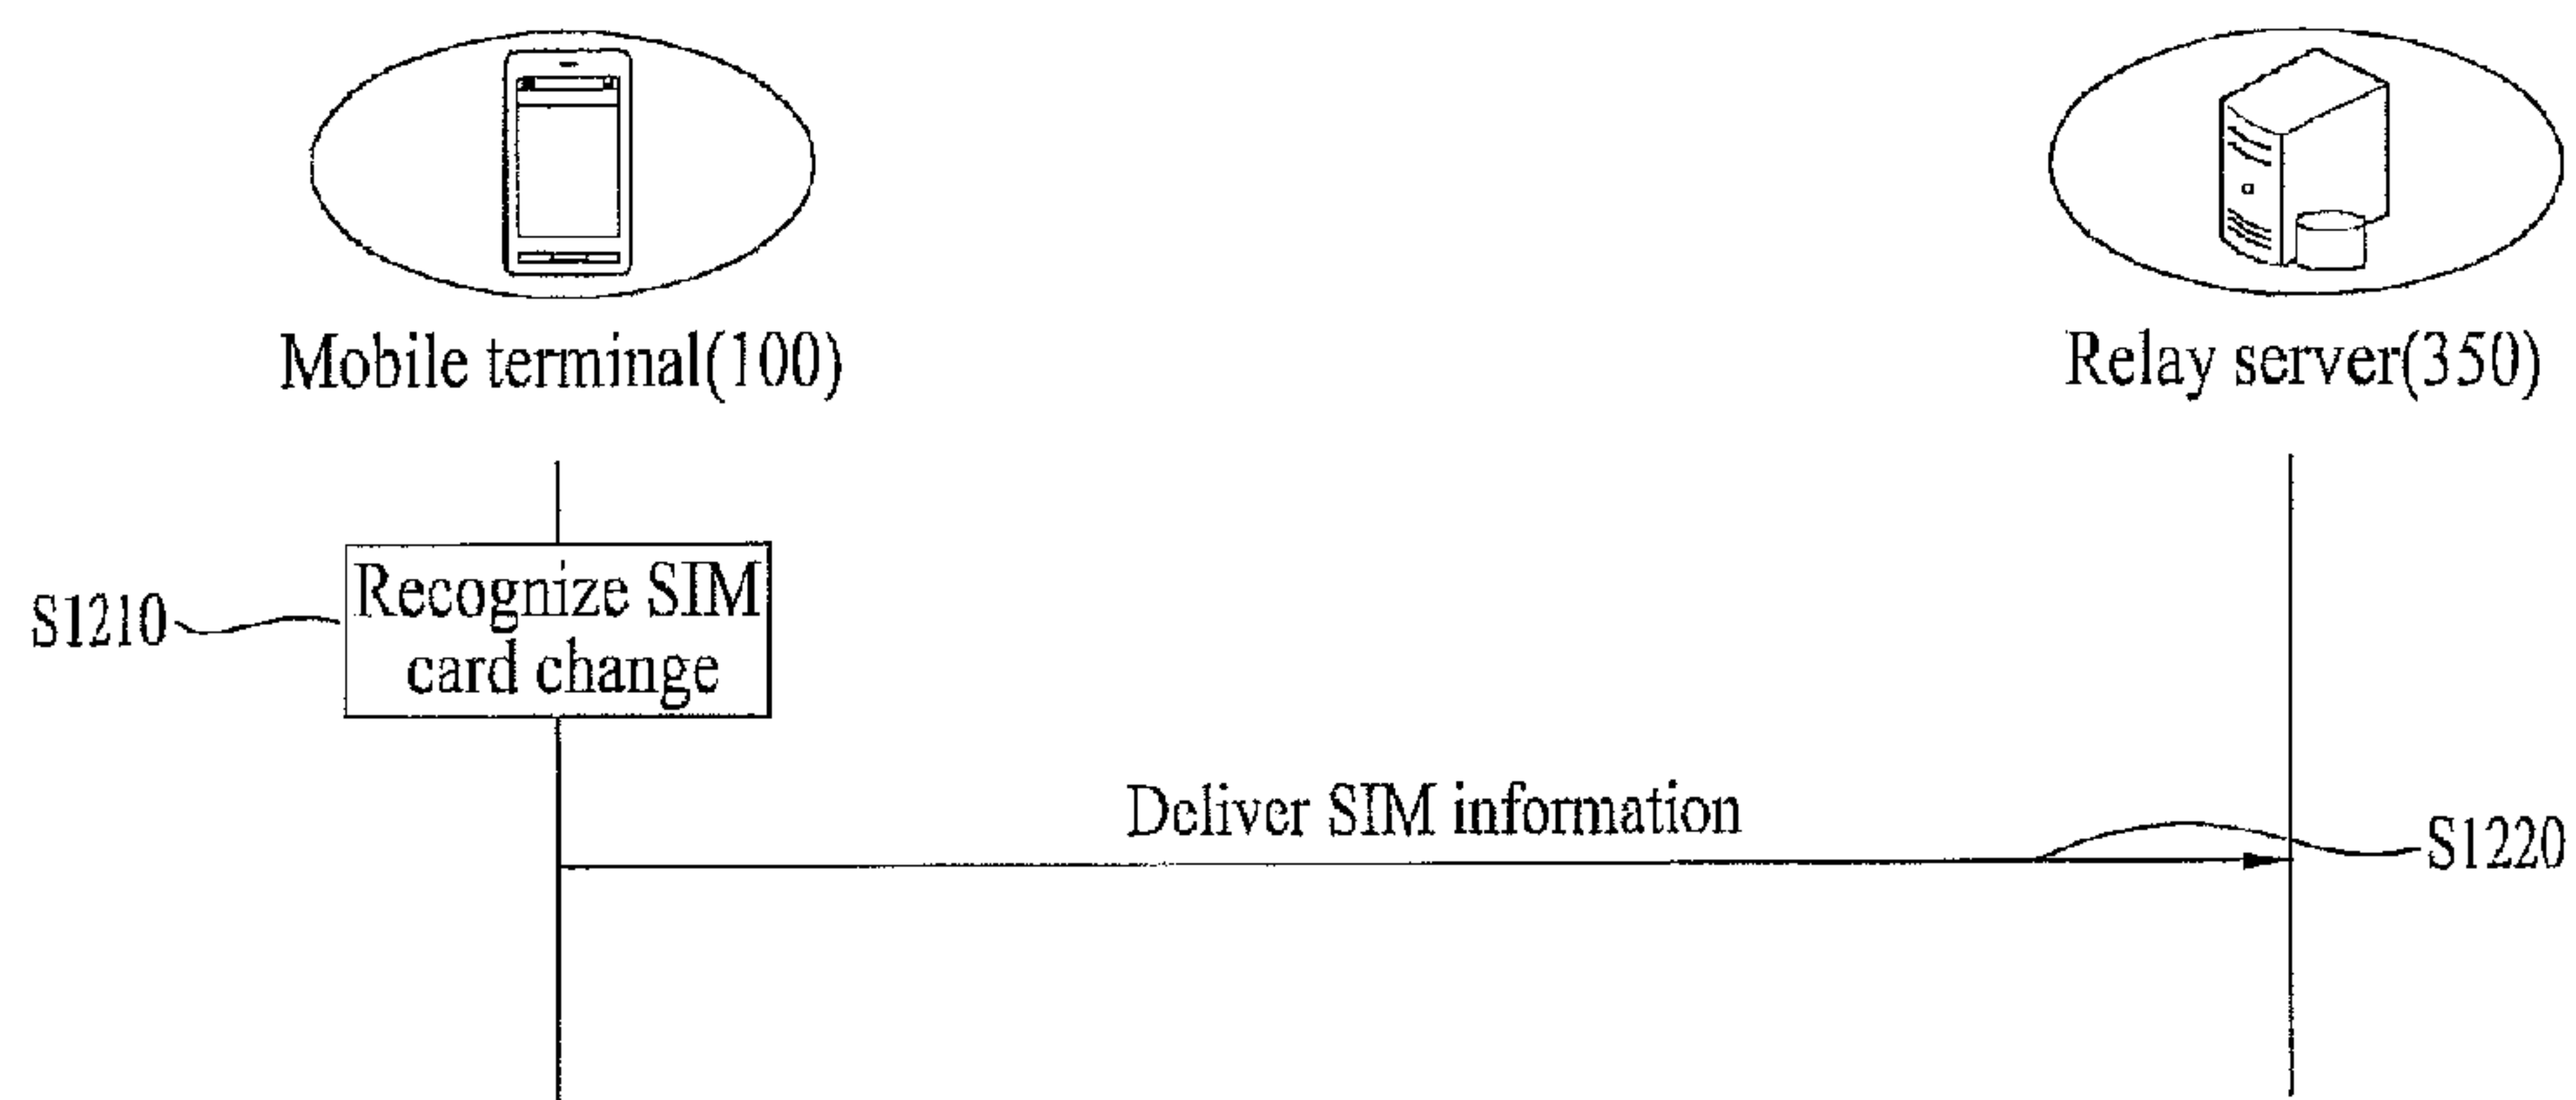 Mobile terminal(100)
Relay server(350)
S1210
Recognize SIM
card change
Deliver SIM information
S1220